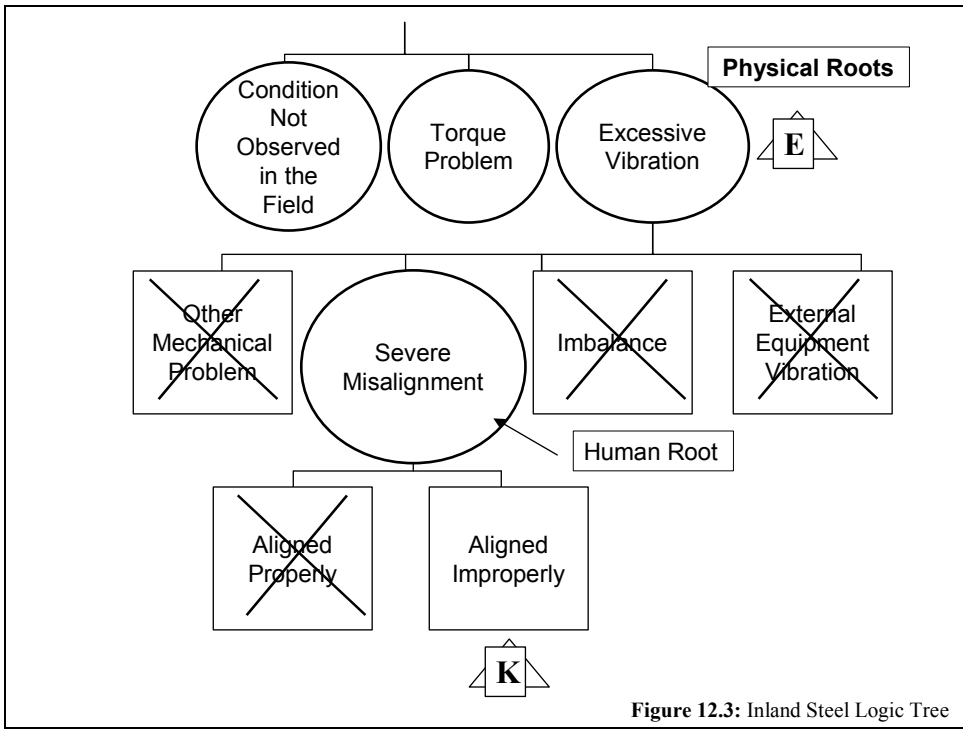 Condition
Not
Observed
in the
Field
Torque
Problem
Excessive
Vibration
Physical Roots
E
Other
Mechanical
Problem
Severe
Misalignment
Imbalance
External
Equipment
Vibration
Human Root
Aligned
Properly
Aligned
Improperly
K
Figure 12.3: Inland Steel Logic Tree